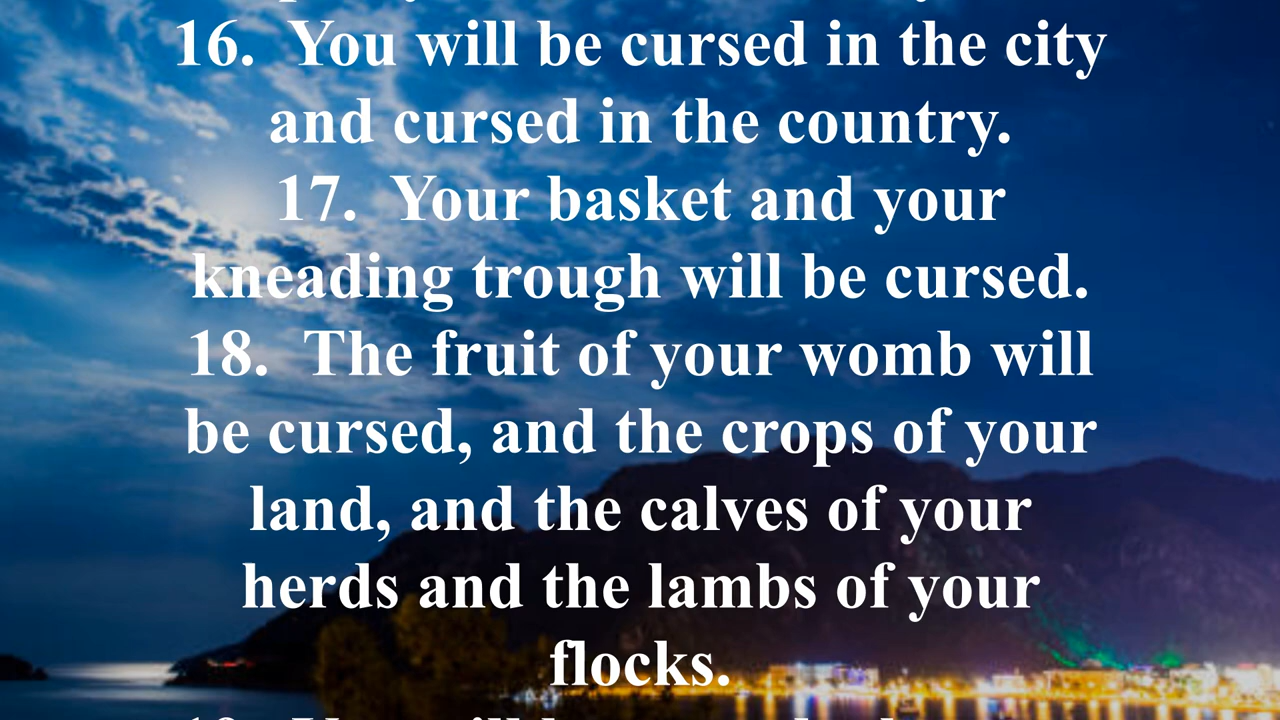 16. You will be cursed in the city
and cursed in the country.
17. Your basket and your
kneading trough will be cursed.
18. The fruit of your womb will
be cursed, and the crops of your
land, and the calves of your
herds and the lambs of your
flocks.